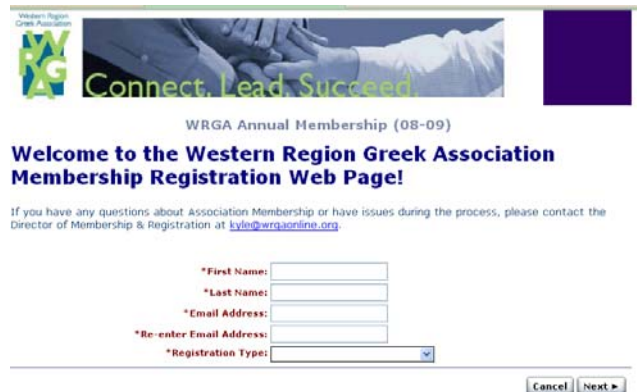 Western Region
Greek Association
WRGA
Connect. Lead. Succeed.
WRGA Annual Membership (08-09)
Welcome to the Western Region Greek Association
Membership Registration Web Page!
If you have any questions about Association Membership or have issues during the process, please contact the
Director of Membership & Registration at kyle@wrgaonline.org.
*First Name:
*Last Name:
*Email Address:
*Re-enter Email Address:
*Registration Type:
Cancel Next ►